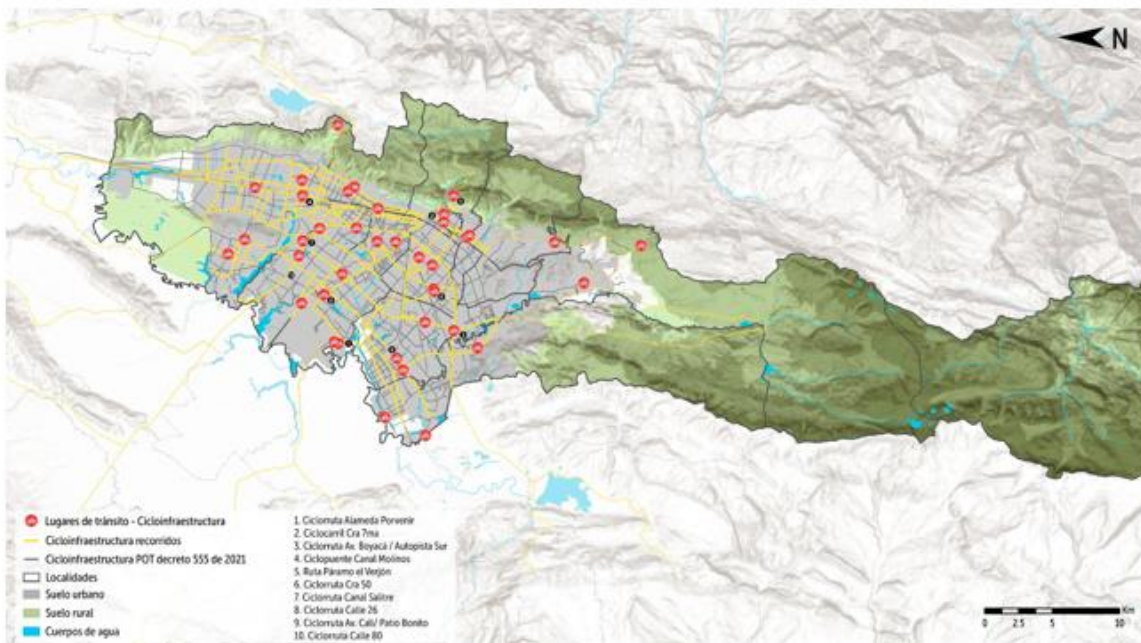 N
Lugares de tránsito - Cicloinfraestructura
Cicloinfraestructura recorridos
Cicloinfraestructura POT decreto 555 de 2021
Localidades
Suelo urbano
Suelo rural
Cuerpos de agua
1. Ciclorruta Alameda Porvenir
2. Ciclocarril Cra 7ma
3. Ciclorruta Av. Boyacá / Autopista Sur
4. Ciclopuente Canal Molinos
5. Ruta Páramo el Verjón
6. Ciclorruta Cra 50
7. Ciclorruta Canal Salitre
8. Ciclorruta Calle 26
9. Ciclorruta Av. Cali/ Patio Bonito
10. Ciclorruta Calle 80
Km
0 2.5 5 10